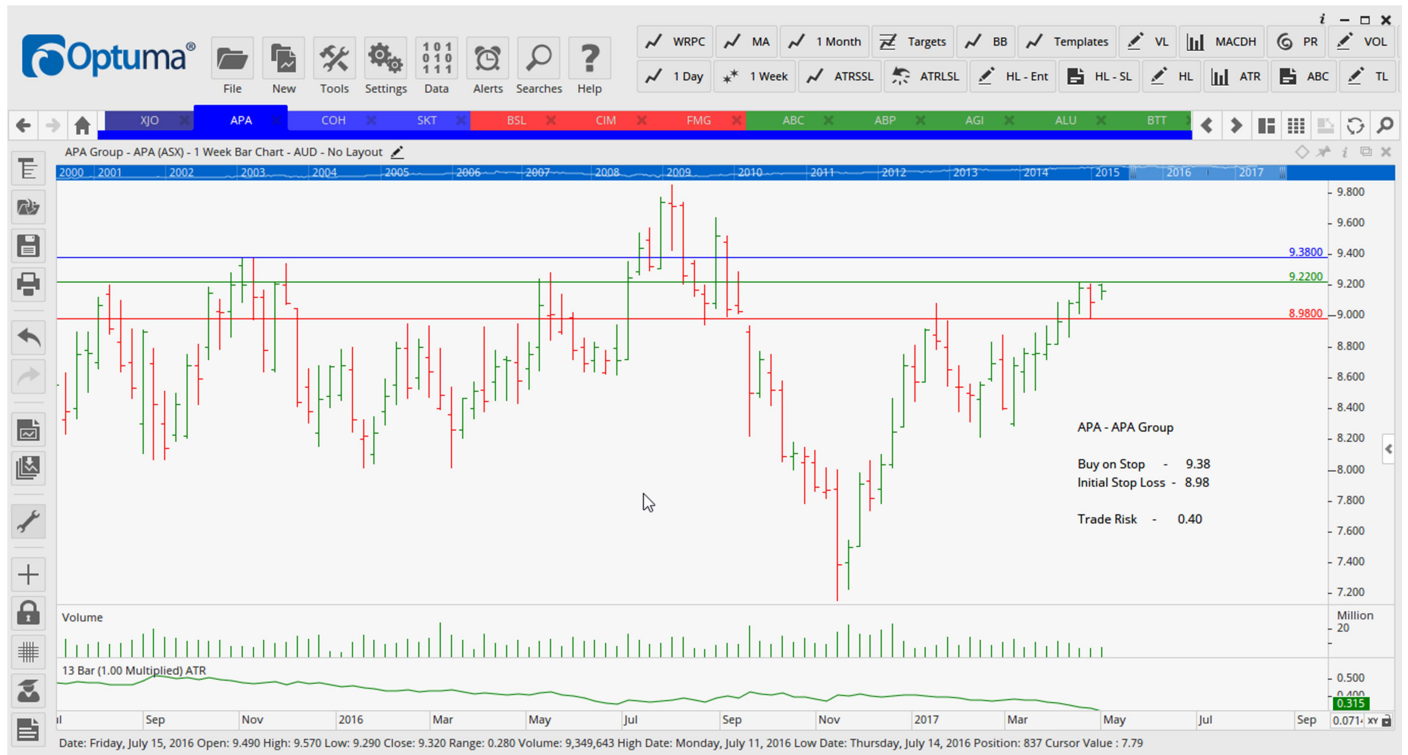 i
Optuma®
File New Tools Settings Data Alerts Searches Help
101
010
111
WRPC MA 1 Month Targets BB Templates VL MACDH PR VOL
1 Day 1 Week ATRSSL ATRLSL HL - Ent HL - SL HL ATR ABC TL
XJO APA COH SKT BSL CIM FMG ABC ABP AGI ALU BTT
APA Group - APA (ASX) - 1 Week Bar Chart - AUD - No Layout
i
2000 2001 2002 2003 2004 2005 2006 2007 2008 2009 2010 2011 2012 2013 2014 2015 2016 2017
9.800
9.600
9.3800 9.400
9.2200 9.200
8.9800 9.000
8.800
8.600
8.400
APA - APA Group
8.200
Buy on Stop - 9.38
8.000
Initial Stop Loss - 8.98
7.800
Trade Risk - 0.40
7.600
7.400
7.200
Volume
Million
20
13 Bar (1.00 Multiplied) ATR
0.500
0.400
0.315
Sep Nov 2016 Mar May Jul Sep Nov 2017 Mar May Jul Sep 0.071 XY
Date: Friday, July 15, 2016 Open: 9.490 High: 9.570 Low: 9.290 Close: 9.320 Range: 0.280 Volume: 9,349,643 High Date: Monday, July 11, 2016 Low Date: Thursday, July 14, 2016 Position: 837 Cursor Value : 7.79